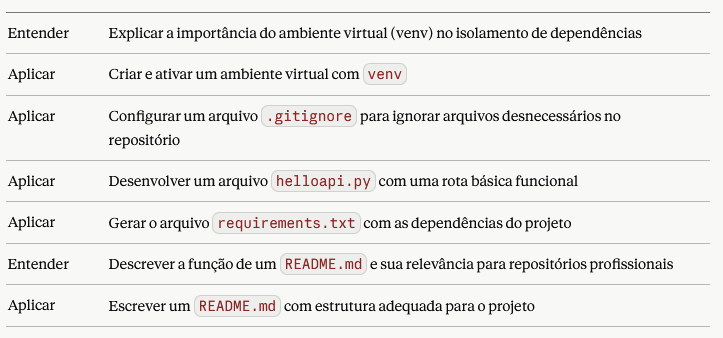 Entender Explicar a importância do ambiente virtual (venv) no isolamento de dependências
Aplicar Criar e ativar um ambiente virtual com venv
Aplicar Configurar um arquivo .gitignore para ignorar arquivos desnecessários no
repositório
Aplicar Desenvolver um arquivo helloapi.py com uma rota básica funcional
Aplicar Gerar o arquivo requirements.txt com as dependências do projeto
Entender Descrever a função de um README.md e sua relevância para repositórios profissionais
Aplicar Escrever um README.md com estrutura adequada para o projeto